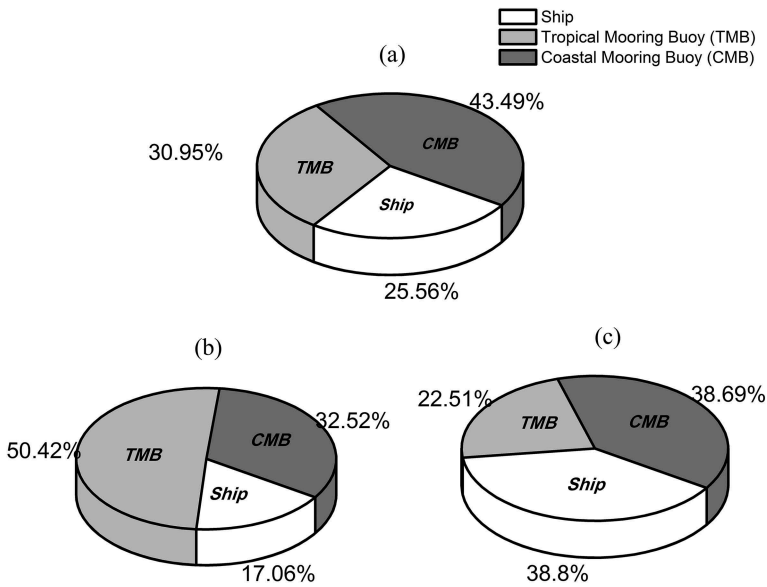 Ship
Tropical Mooring Buoy (TMB)
Coastal Mooring Buoy (CMB)
(a)
43.49%
30.95%
CMB
TMB
Ship
25.56%
(b)
(c)
32.52%
50.42%
TMB
CMB
Ship
17.06%
22.51%
38.69%
TMB
CMB
Ship
38.8%